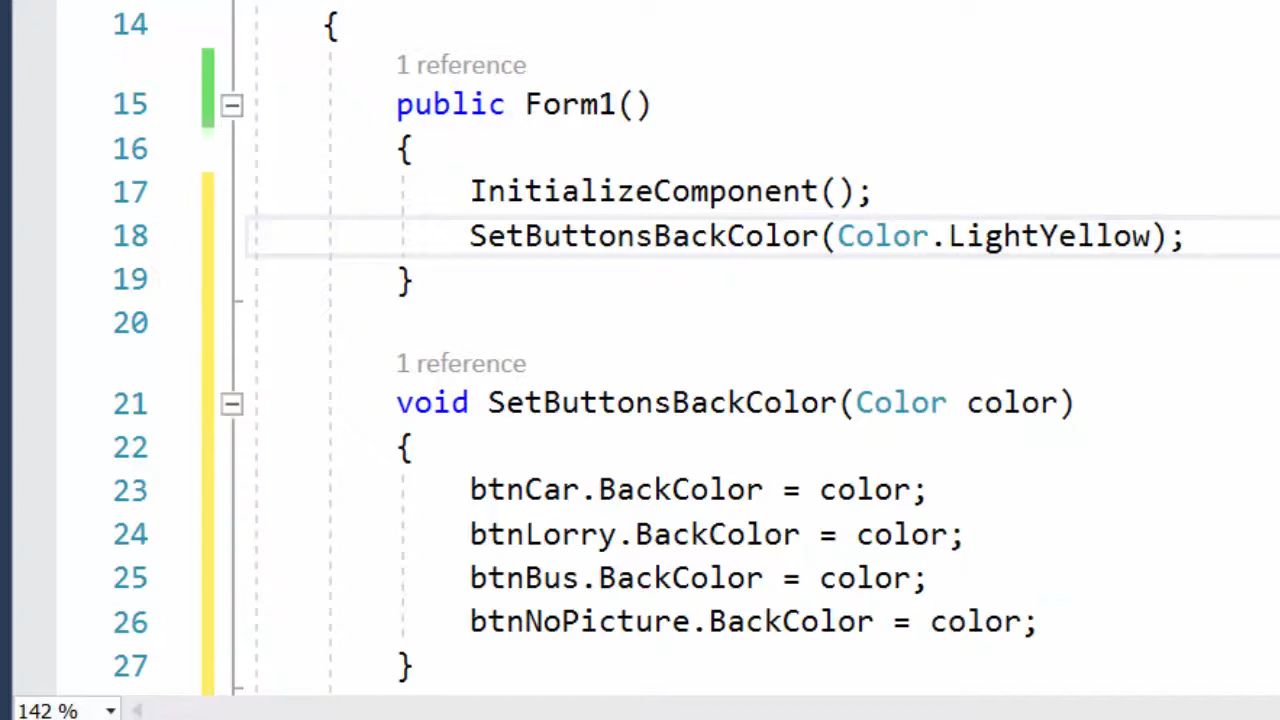 14 {
1 reference
15 public Form1()
16 {
17 InitializeComponent();
18 SetButtonsBackColor(Color.LightYellow);
19 }
20
1 reference
21 void SetButtonsBackColor(Color color)
22 {
23 btnCar.BackColor = color;
24 btnLorry.BackColor = color;
25 btnBus.BackColor = color;
26 btnNoPicture.BackColor = color;
27 }
142 %